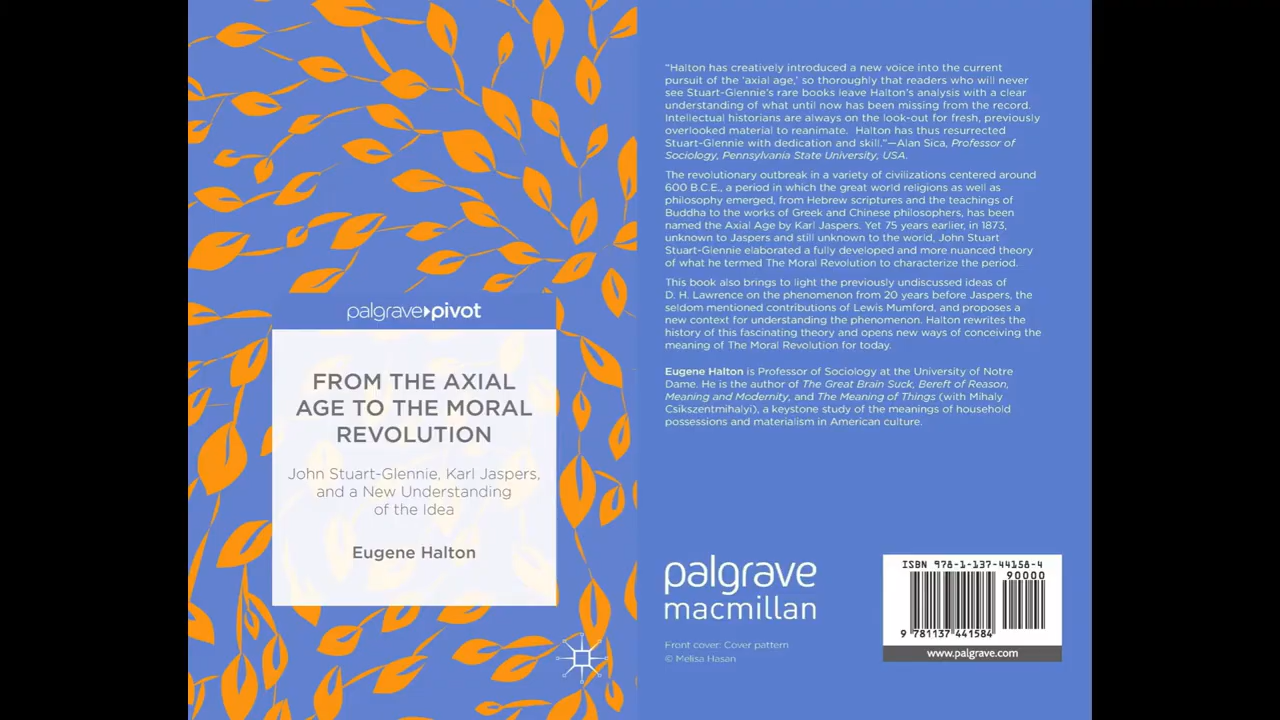 palgrave pivot
FROM THE AXIAL
AGE TO THE MORAL
REVOLUTION
John Stuart-Glennie, Karl Jaspers,
and a New Understanding
of the Idea
Eugene Halton
“Halton has creatively introduced a new voice into the current
pursuit of the ‘axial age,’ so thoroughly that readers who will never
see Stuart-Glennie’s rare books leave Halton’s analysis with a clear
understanding of what until now has been missing from the record.
Intellectual historians are always on the look-out for fresh, previously
overlooked material to reanimate. Halton has thus resurrected
Stuart-Glennie with dedication and skill.”—Alan Sica, Professor of
Sociology, Pennsylvania State University, USA.
The revolutionary outbreak in a variety of civilizations centered around
600 B.C.E., a period in which the great world religions as well as
philosophy emerged, from Hebrew scriptures and the teachings of
Buddha to the works of Greek and Chinese philosophers, has been
named the Axial Age by Karl Jaspers. Yet 75 years earlier, in 1873,
unknown to Jaspers and still unknown to the world, John Stuart
Stuart-Glennie elaborated a fully developed and more nuanced theory
of what he termed The Moral Revolution to characterize the period.
This book also brings to light the previously undiscussed ideas of
D. H. Lawrence on the phenomenon from 20 years before Jaspers, the
seldom mentioned contributions of Lewis Mumford, and proposes a
new context for understanding the phenomenon. Halton rewrites the
history of this fascinating theory and opens new ways of conceiving the
meaning of The Moral Revolution for today.
Eugene Halton is Professor of Sociology at the University of Notre
Dame. He is the author of The Great Brain Suck, Bereft of Reason,
Meaning and Modernity, and The Meaning of Things (with Mihaly
Csikszentmihalyi), a keystone study of the meanings of household
possessions and materialism in American culture.
palgrave
macmillan
Front cover: Cover pattern
© Melisa Hasan
ISBN 978-1-137-44158-4
90000
9 781137 441584
www.palgrave.com